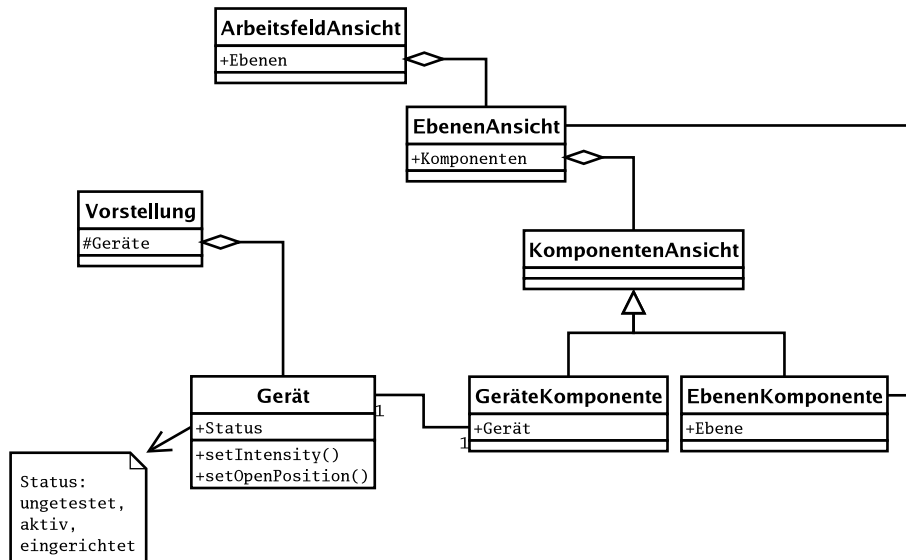 ArbeitsfeldAnsicht
+Ebenen
EbenenAnsicht
+Komponenten
Vorstellung
#Geräte
KomponentenAnsicht
Gerät
+Status
+setIntensity()
+setOpenPosition()
1
1
GeräteKomponente
+Gerät
EbenenKomponente
+Ebene
Status:
ungetestet,
aktiv,
eingerichtet